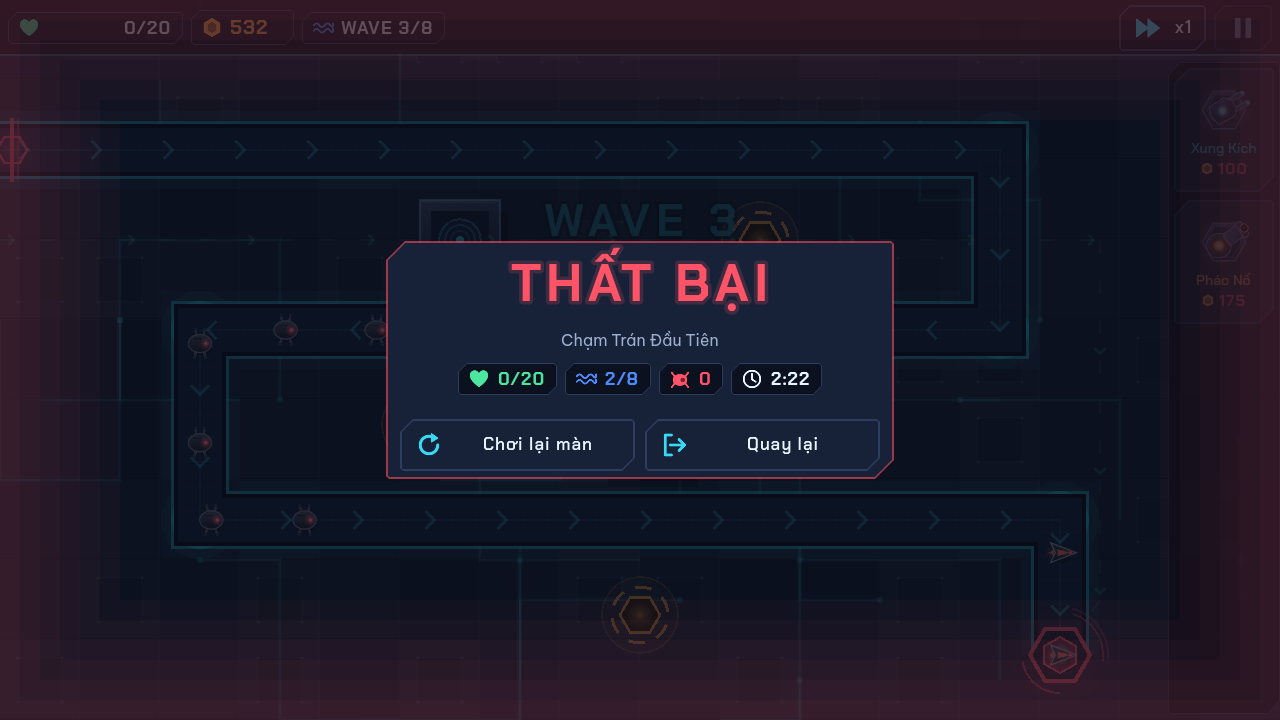 0/20 532 WAVE 3/8 x1
Xung Kích
100
WAVE 3
THẤT BẠI
Pháo Nổ
175
Chạm Trán Đầu Tiên
0/20 2/8 0 2:22
Chơi lại màn Quay lại